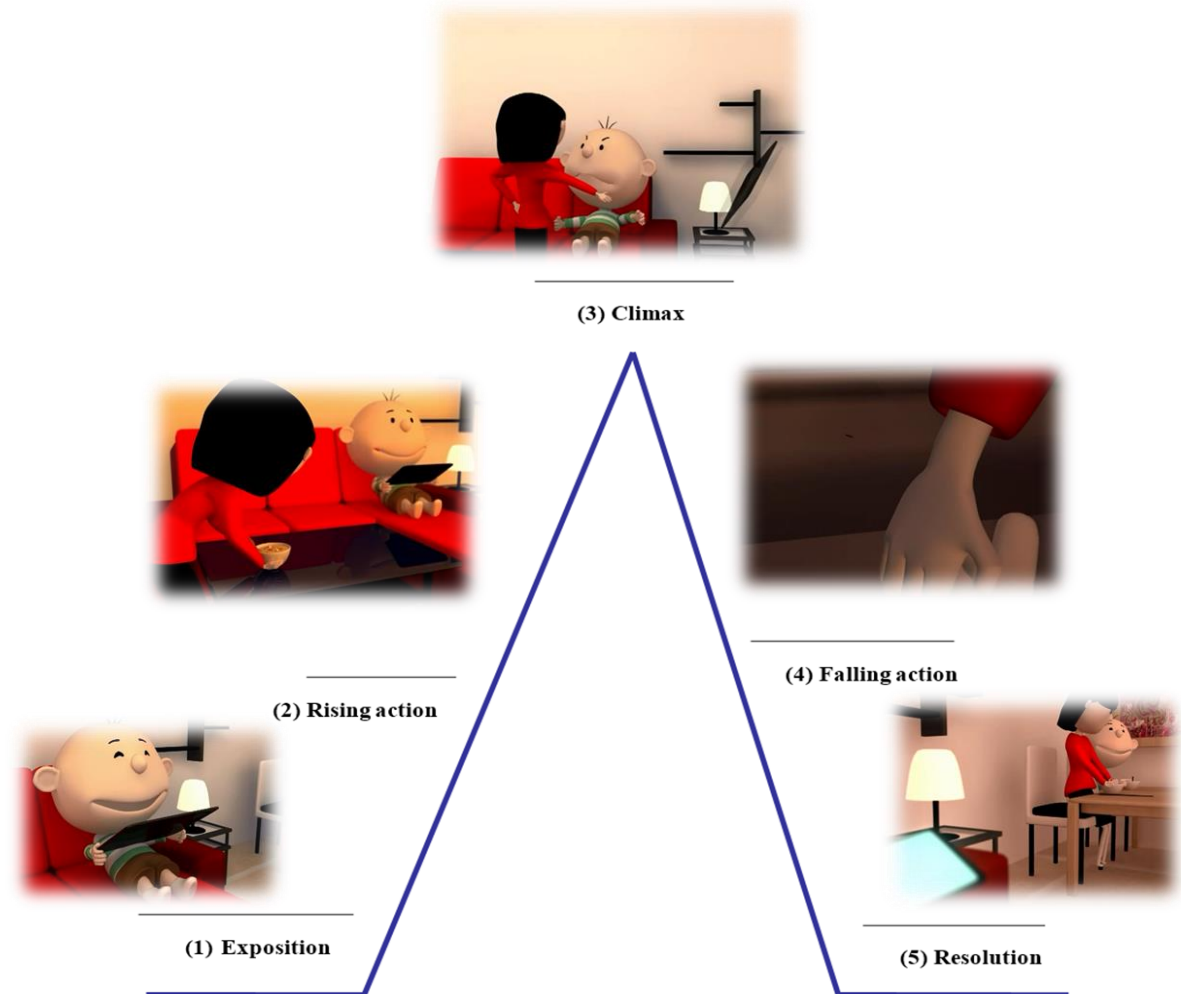 (3) Climax
(4) Falling action
(2) Rising action
(1) Exposition
(5) Resolution